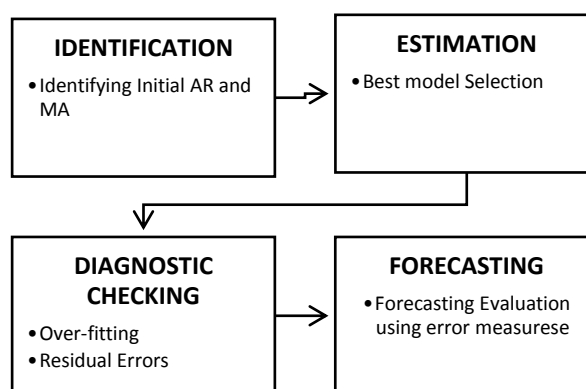 IDENTIFICATION
•Identifying Initial AR and
MA
ESTIMATION
•Best model Selection
DIAGNOSTIC
CHECKING
•Over-fitting
•Residual Errors
FORECASTING
•Forecasting Evaluation
using error measurese